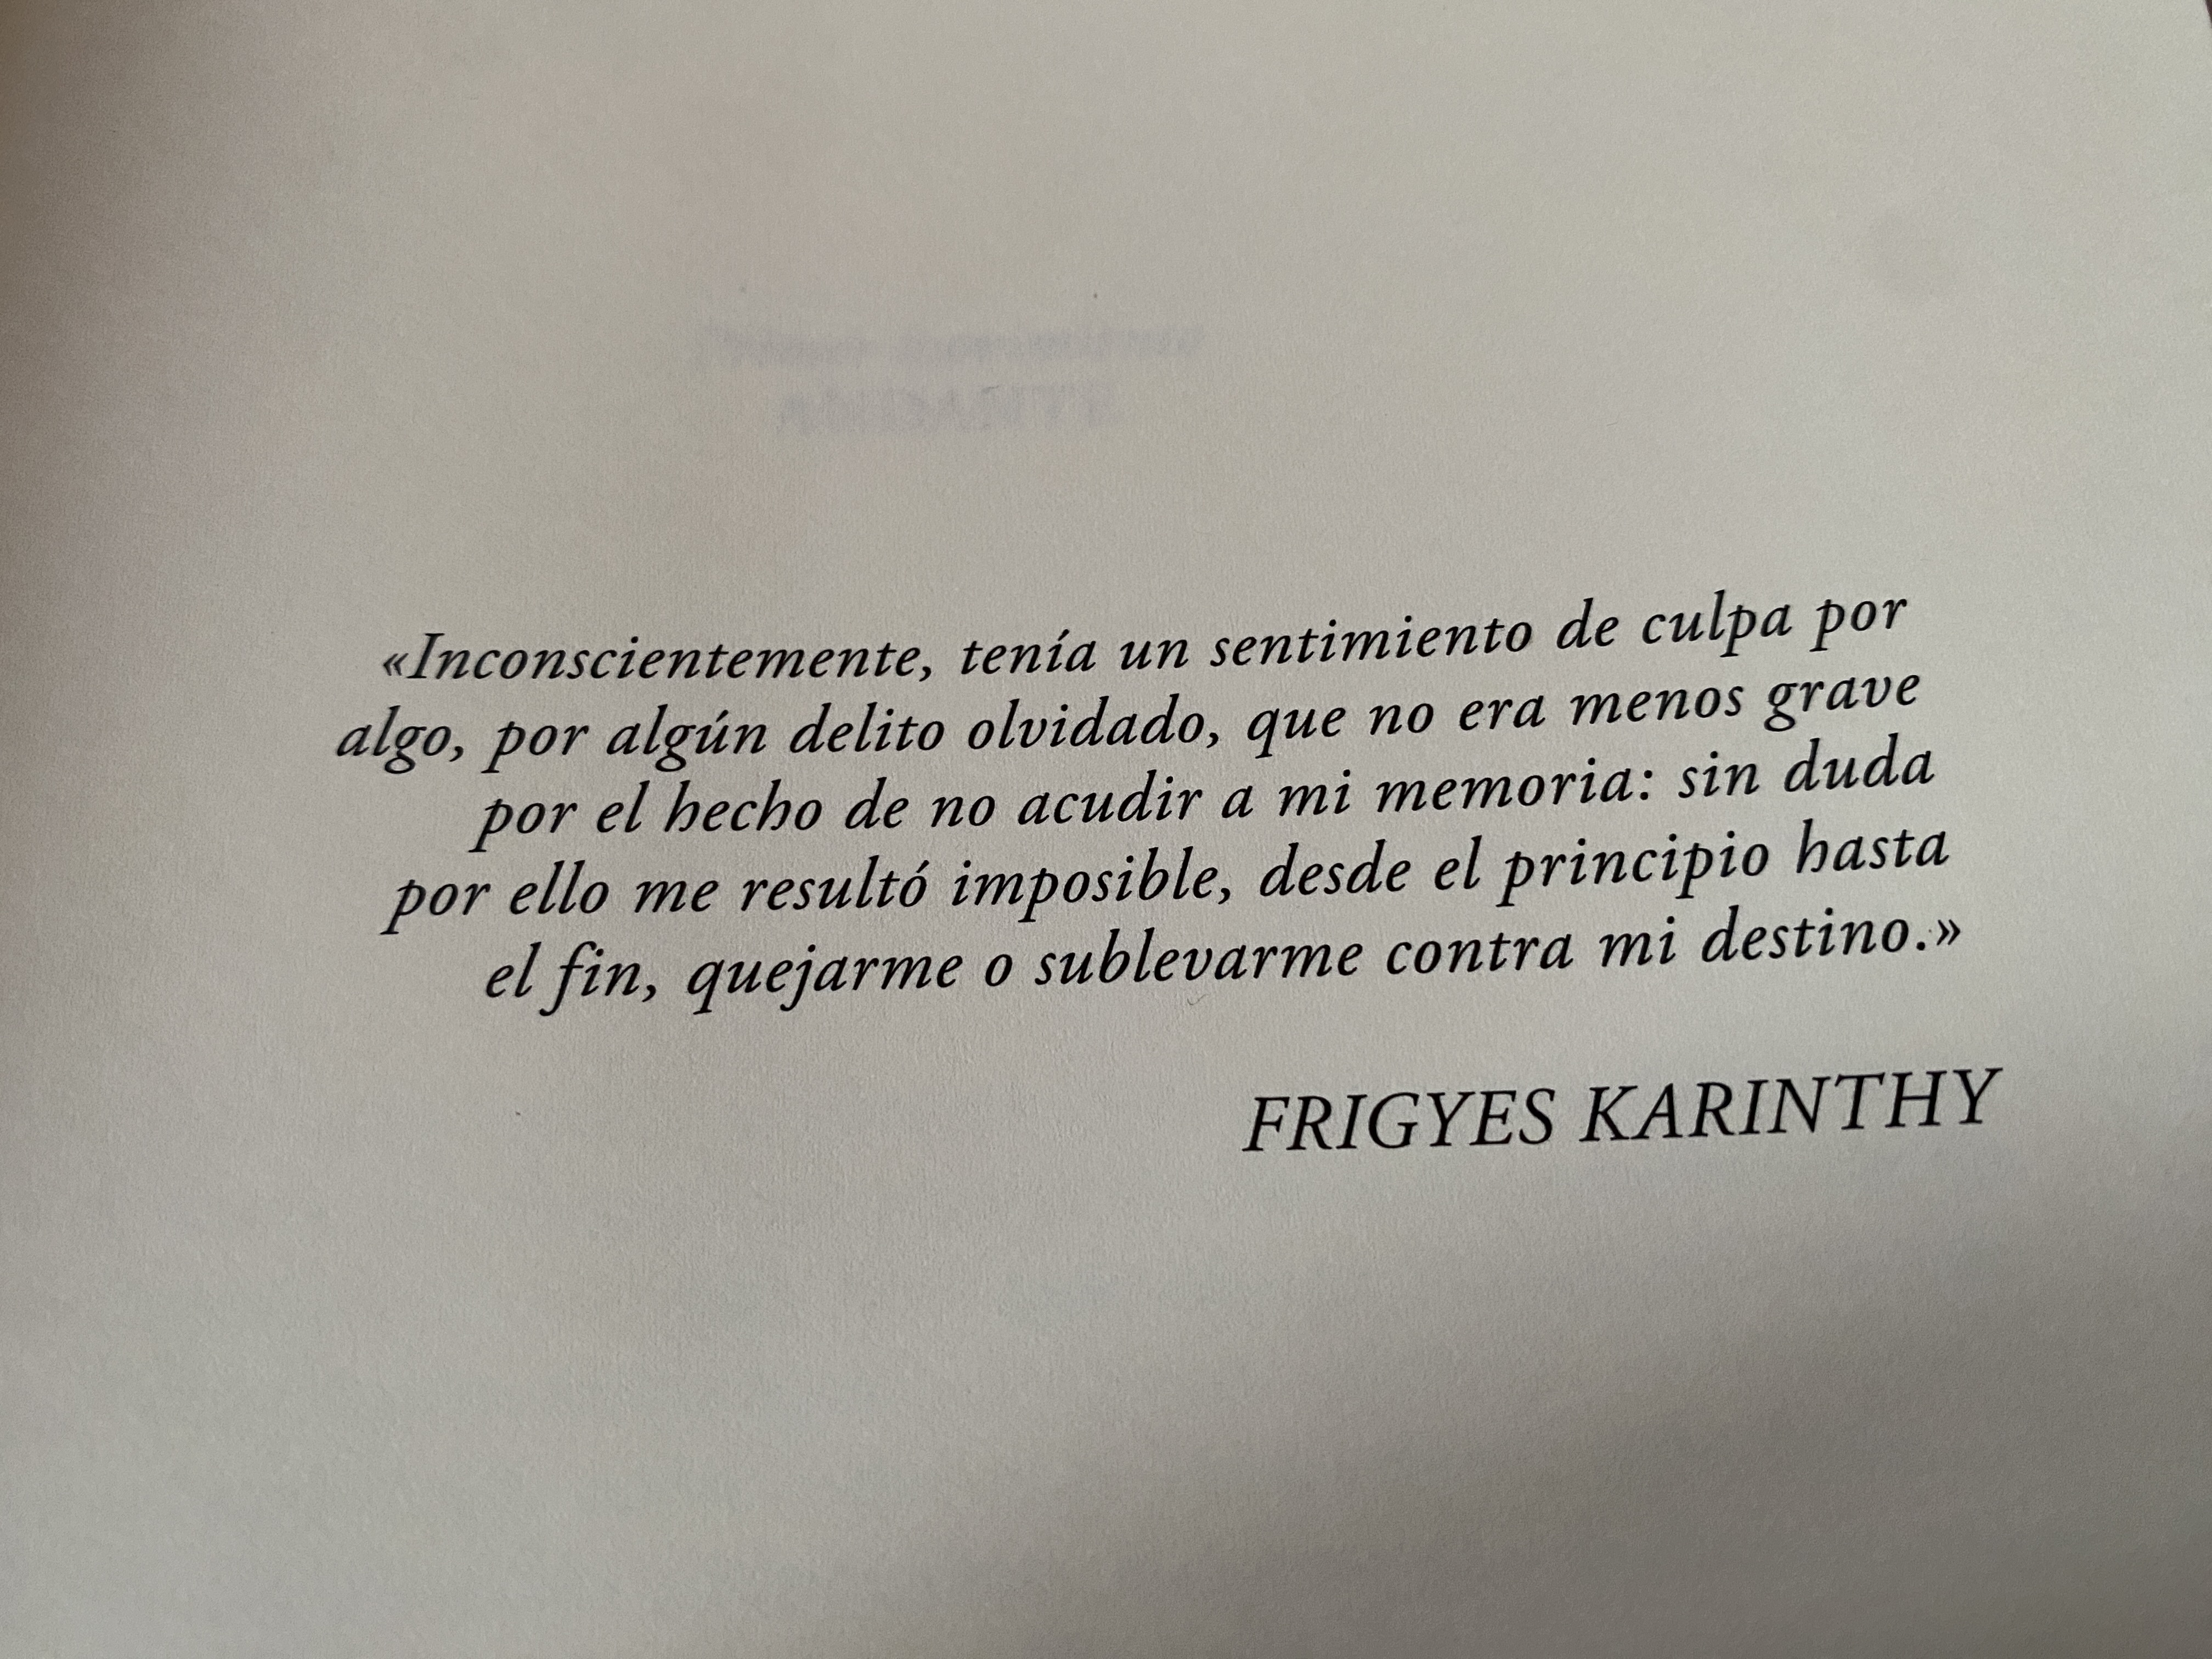 «Inconscientemente, tenía un sentimiento de culpa por
algo, por algún delito olvidado, que no era menos grave
por el hecho de no acudir a mi memoria: sin duda
por ello me resultó imposible, desde el principio hasta
el fin, quejarme o sublevarme contra mi destino.»
FRIGYES KARINTHY